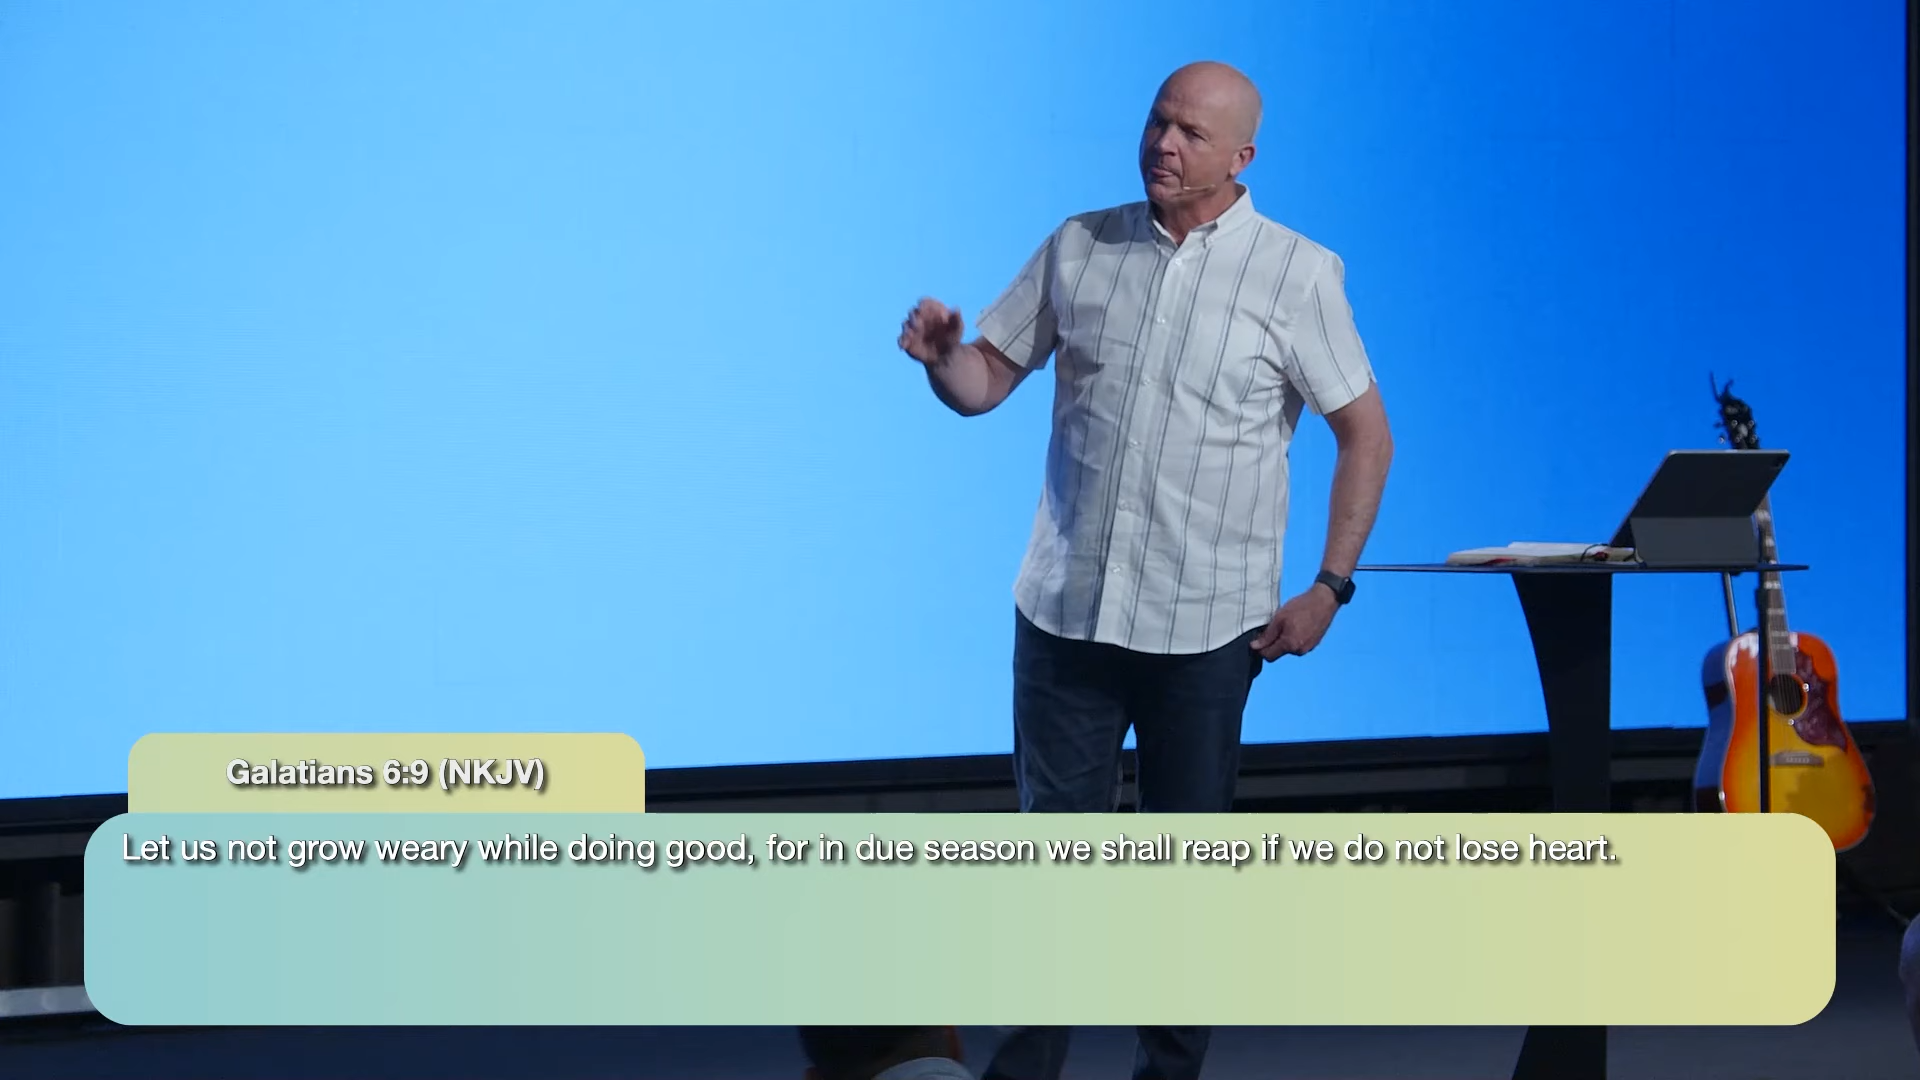 Galatians 6:9 (NKJV)
Let us not grow weary while doing good, for in due season we shall reap if we do not lose heart.